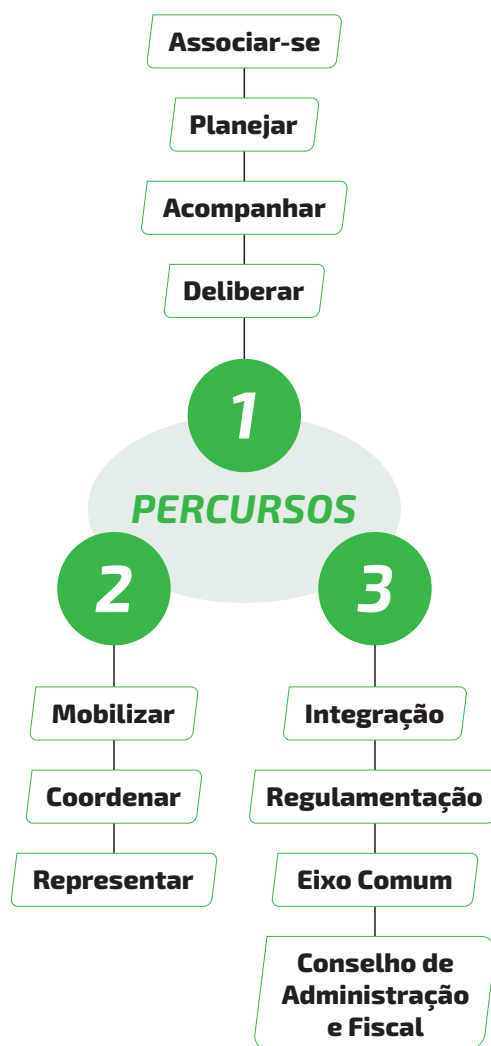 Associar-se
Planejar
Acompanhar
Deliberar
1
PERCURSOS
2
3
Mobilizar
Coordenar
Representar
Integração
Regulamentação
Eixo Comum
Conselho de
Administração
e Fiscal